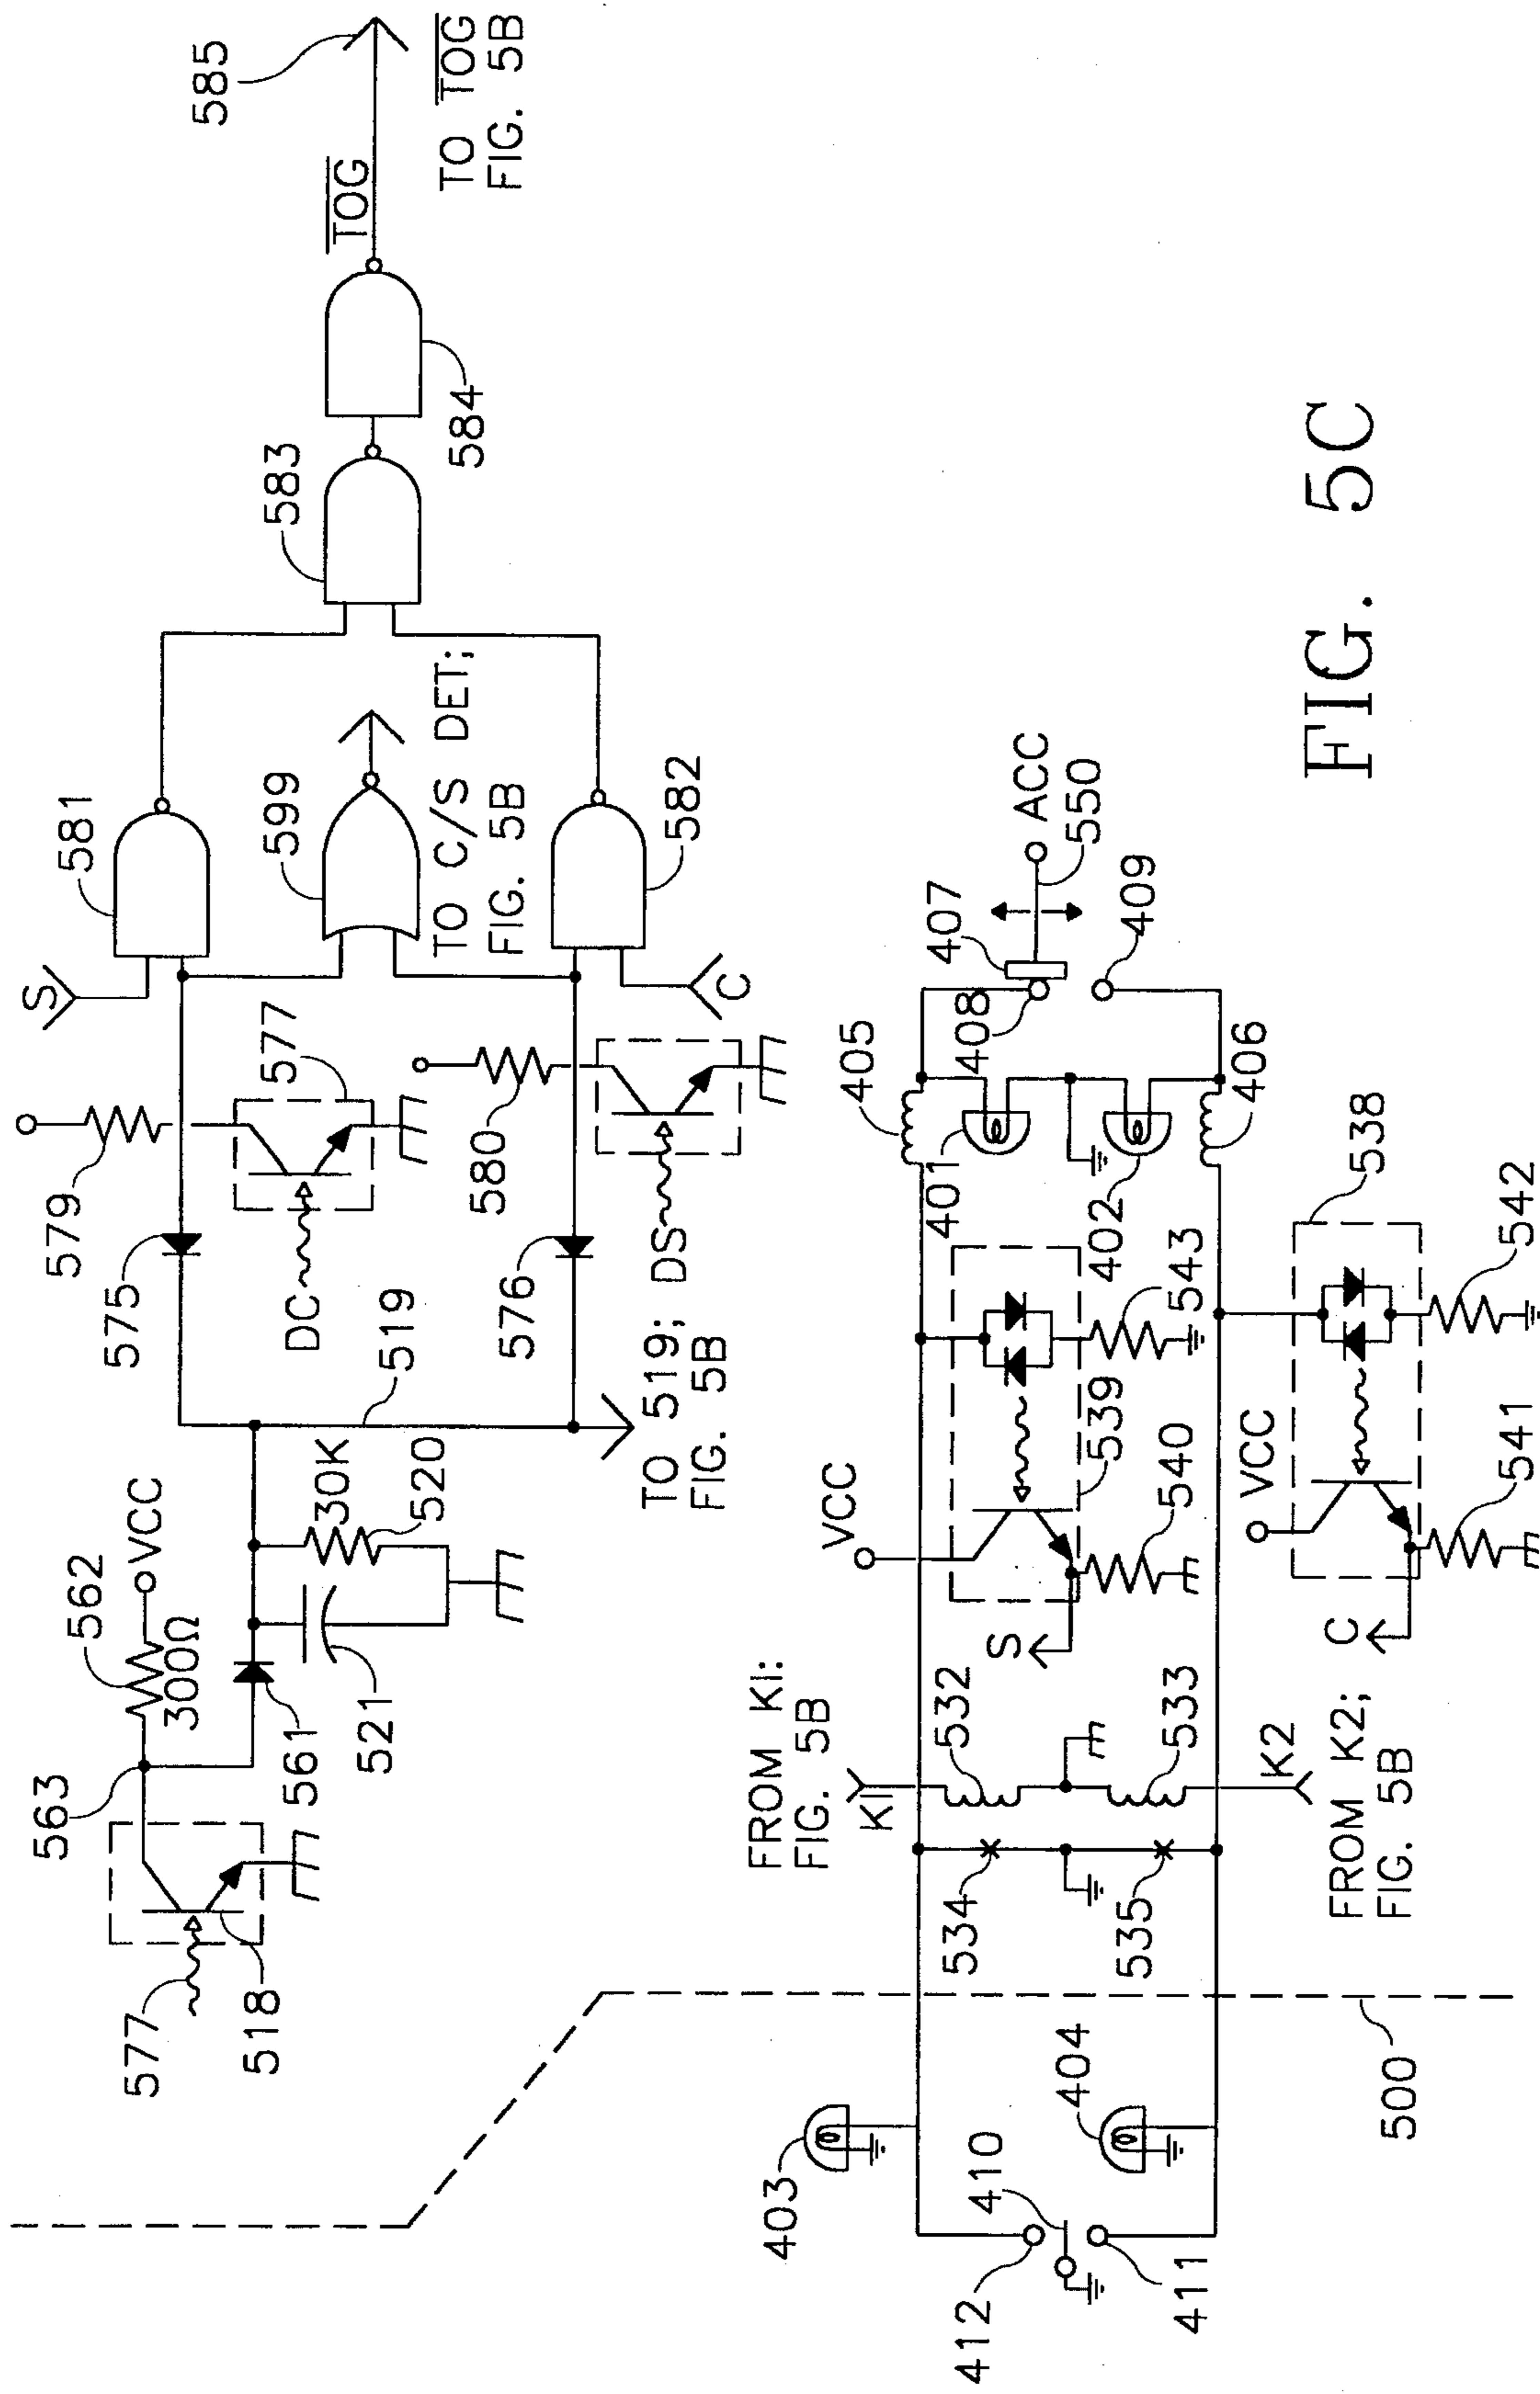 585
TOG
TO TOG
FIG. 5B
584
583
581
S
599
TO C/S DET;
FIG. 5B
582
C
577
579
580
575
DC
576
DS
519
TO 519;
FIG. 5B
VCC
562
300Ω
30K
520
563
561
521
577
518
ACC
550
407
408
409
405
401
402
406
538
543
542
539
VCC
540
VCC
541
S
C
FROM K1:
FIG. 5B
K1
532
533
K2
FROM K2;
FIG. 5B
534
535
403
404
500
410
412
411
FIG. 5C